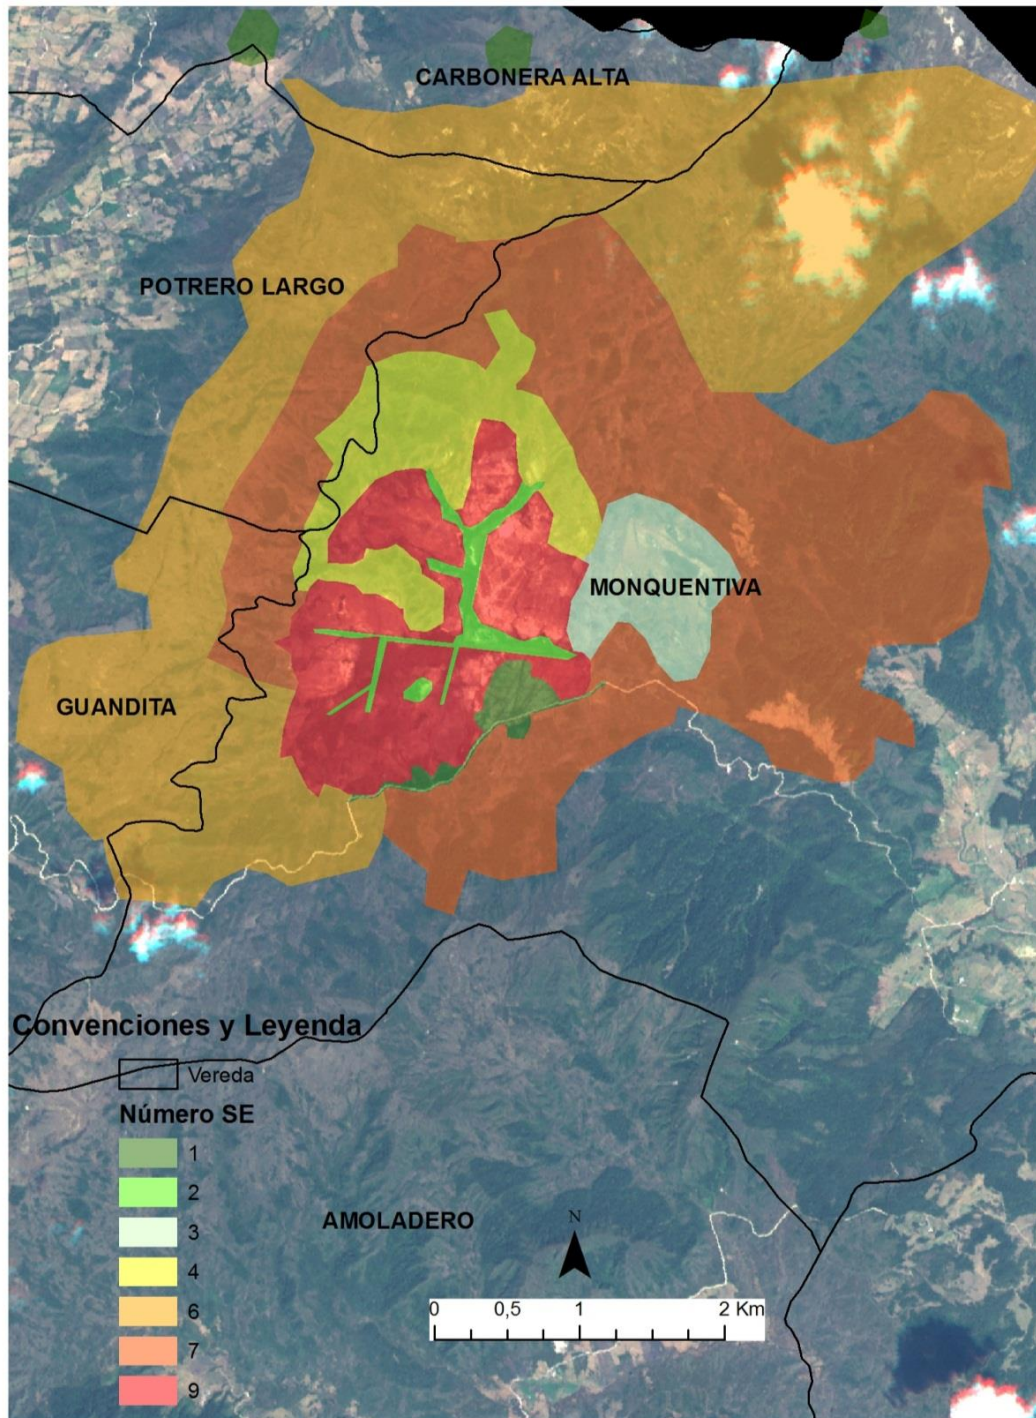 CARBONERA ALTA
POTRERO LARGO
MONQUENTIVA
GUANDITA
Convenciones y Leyenda
Vereda
Número SE
1
2
3
4
6
7
9
AMOLADERO
N
0 0,5 1 2 Km